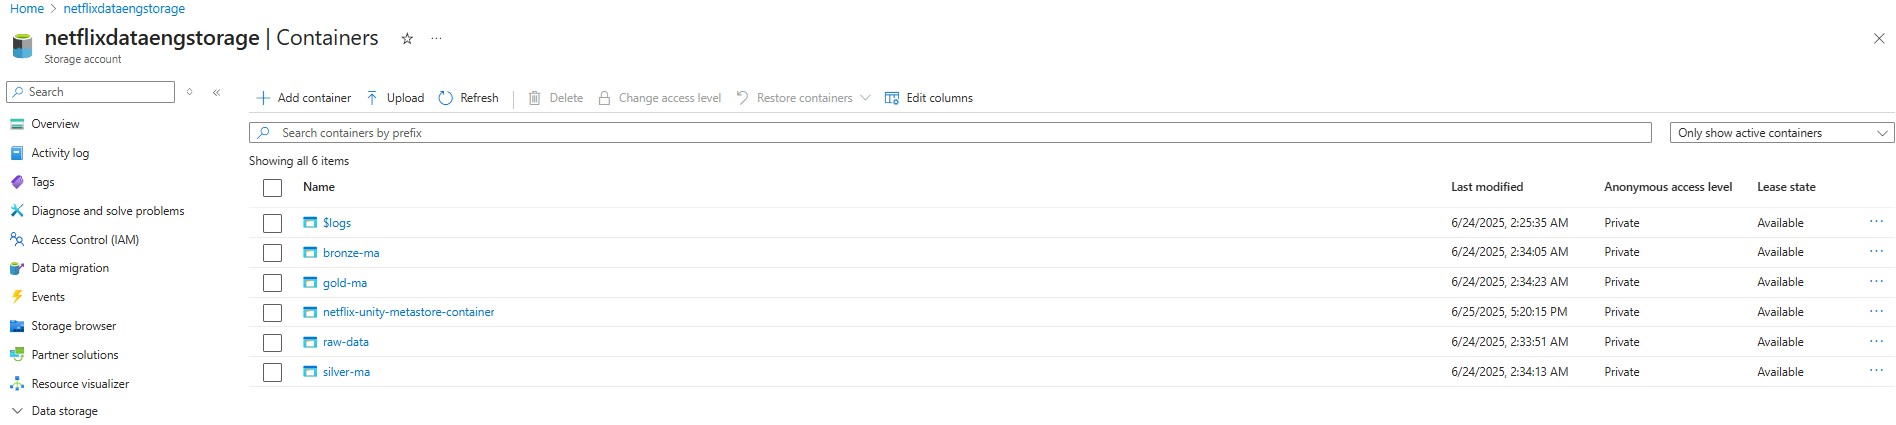 Home > netflixdataengstorage
netflixdataengstorage | Containers ☆ ...
Storage account
Search
Overview
Activity log
Tags
Diagnose and solve problems
Access Control (IAM)
Data migration
Events
Storage browser
Partner solutions
Resource visualizer
Data storage
Add container Upload Refresh Delete Change access level Restore containers Edit columns
Search containers by prefix Only show active containers
Showing all 6 items
Name Last modified Anonymous access level Lease state
$logs 6/24/2025, 2:25:35 AM Private Available ...
bronze-ma 6/24/2025, 2:34:05 AM Private Available ...
gold-ma 6/24/2025, 2:34:23 AM Private Available ...
netflix-unity-metastore-container 6/25/2025, 5:20:15 PM Private Available ...
raw-data 6/24/2025, 2:33:51 AM Private Available ...
silver-ma 6/24/2025, 2:34:13 AM Private Available ...